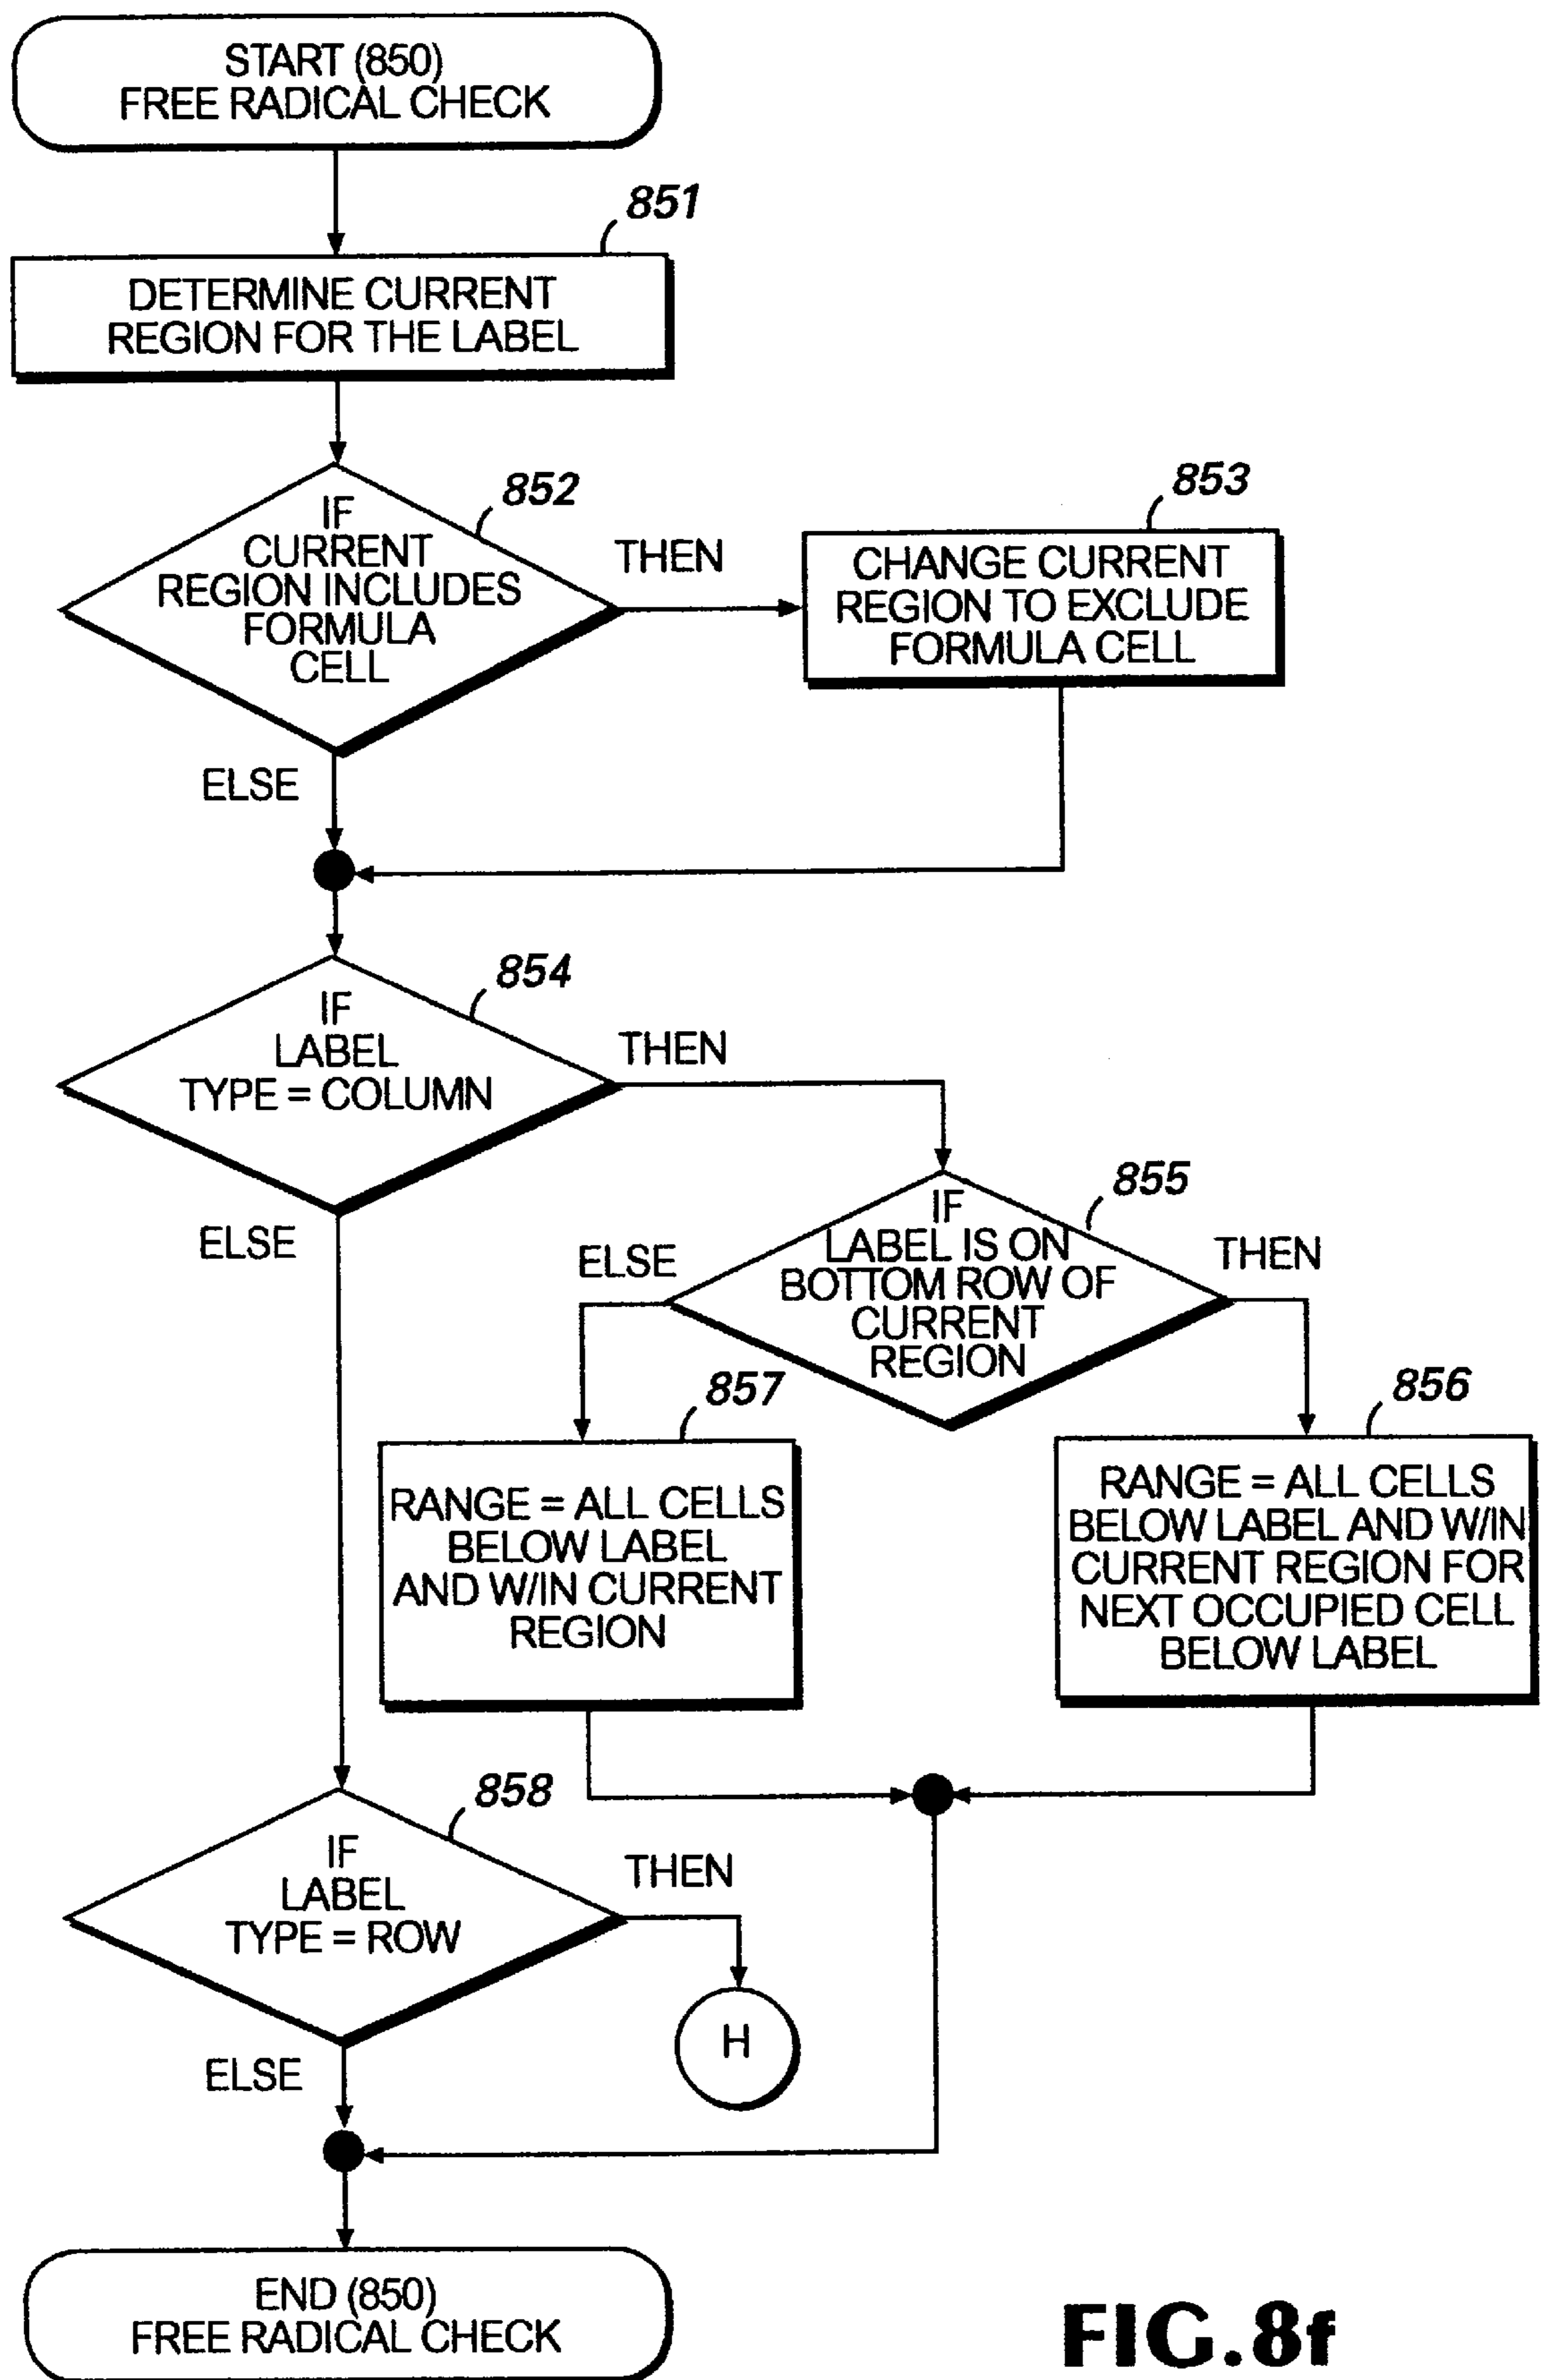 START (850)
FREE RADICAL CHECK
851
DETERMINE CURRENT
REGION FOR THE LABEL
852
IF
CURRENT
REGION INCLUDES
FORMULA
CELL
THEN
853
CHANGE CURRENT
REGION TO EXCLUDE
FORMULA CELL
ELSE
854
IF
LABEL
TYPE = COLUMN
THEN
ELSE
855
IF
LABEL IS ON
BOTTOM ROW OF
CURRENT
REGION
ELSE
THEN
857
RANGE = ALL CELLS
BELOW LABEL
AND W/IN CURRENT
REGION
856
RANGE = ALL CELLS
BELOW LABEL AND W/IN
CURRENT REGION FOR
NEXT OCCUPIED CELL
BELOW LABEL
858
IF
LABEL
TYPE = ROW
THEN
H
ELSE
END (850)
FREE RADICAL CHECK
FIG.8f